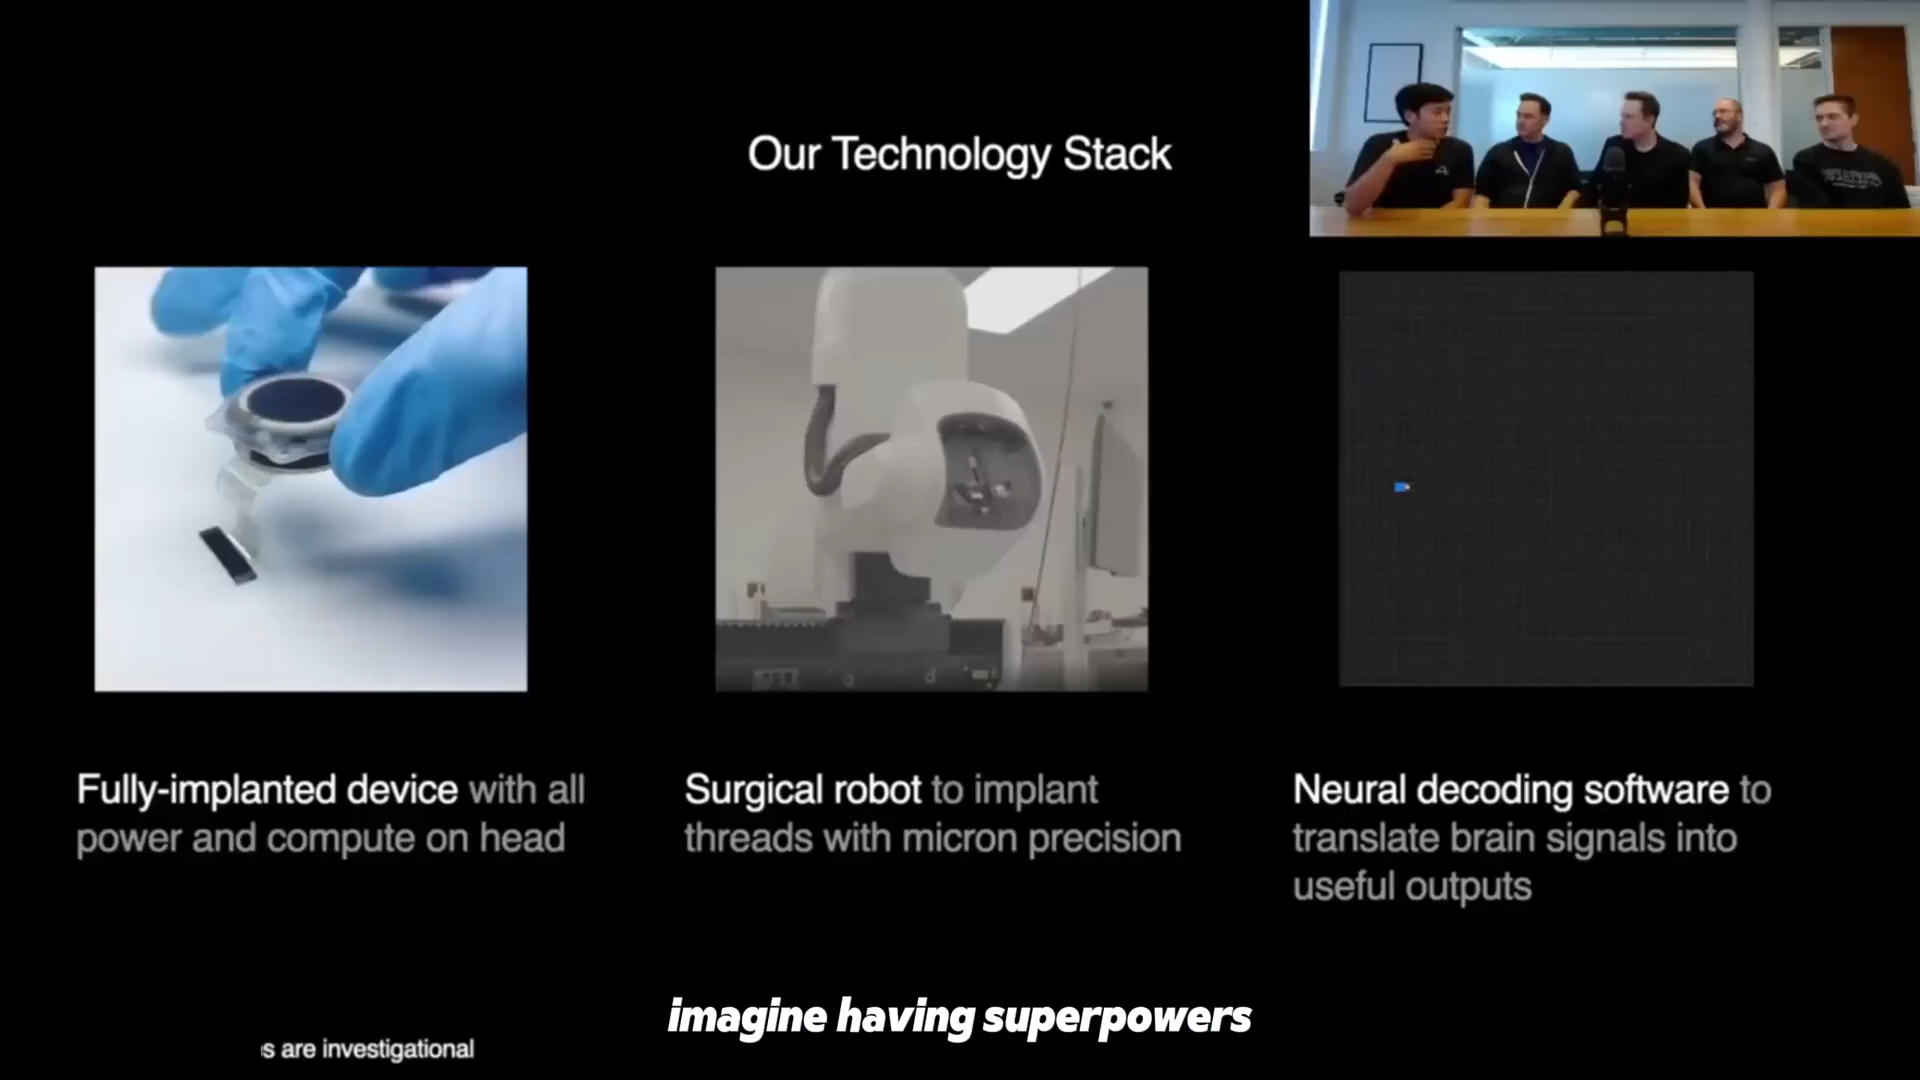 Our Technology Stack
Fully-implanted device with all
power and compute on head
Surgical robot to implant
threads with micron precision
Neural decoding software to
translate brain signals into
useful outputs
imagine having superpowers
are investigational